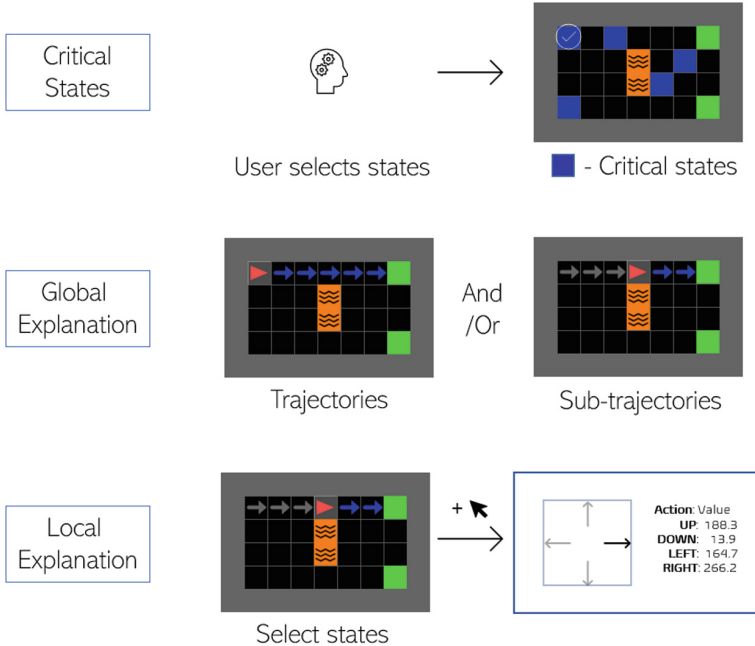 Critical
States
User selects states
- Critical states
Global
Explanation
Trajectories
And
/Or
Sub-trajectories
Local
Explanation
Select states
+
Action: Value
UP: 188.3
DOWN: 13.9
LEFT: 164.7
RIGHT: 266.2